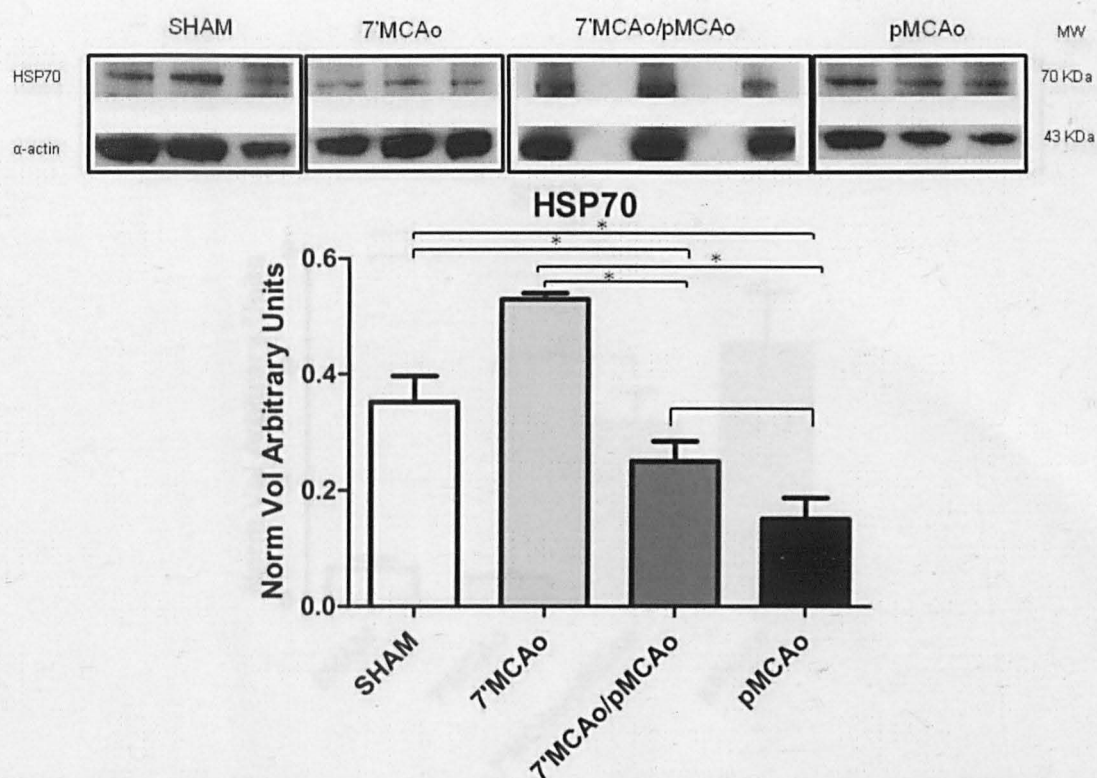 SHAM 7'MCAo 7'MCAo/pMCAo pMCAo MW
HSP70 70 KDa
α-actin 43 KDa
HSP70
* 
*
*
*
Norm Vol Arbitrary Units
0.6
0.4
0.2
0.0
SHAM
7'MCAo
7'MCAo/pMCAo
pMCAo